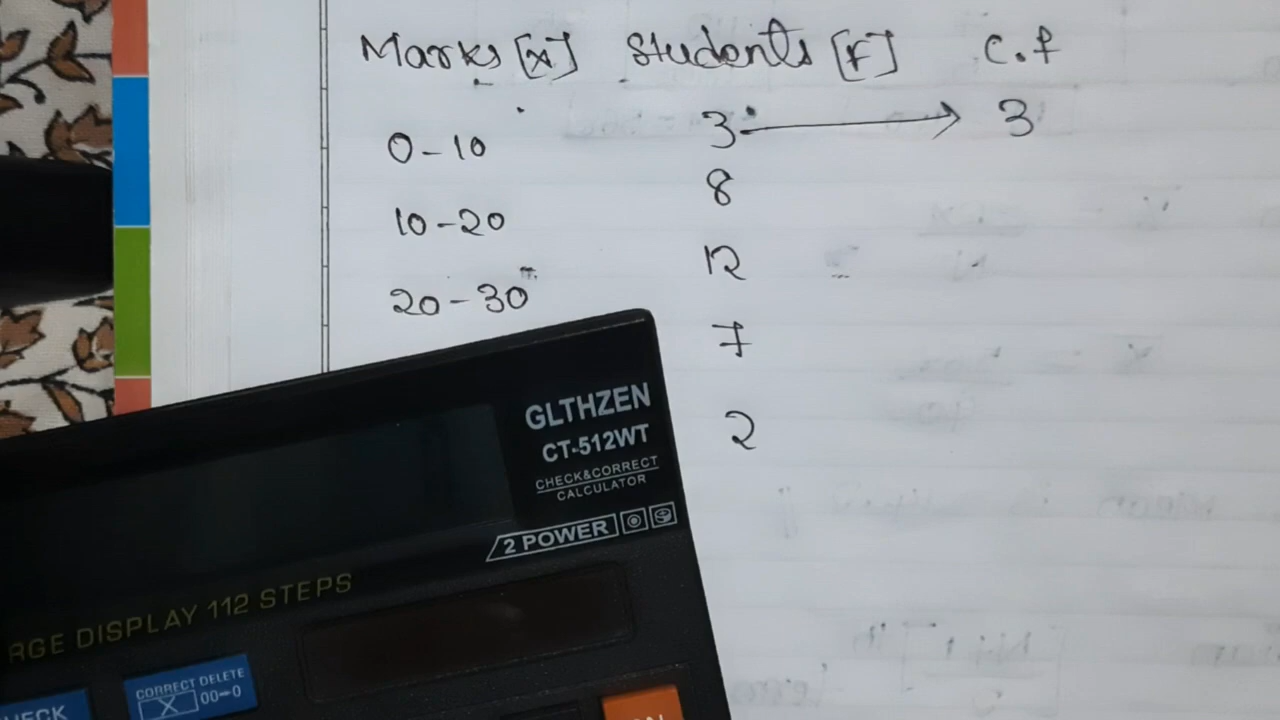 Marks [X] Students [F] C.f
0-10 3 → 3
10-20 8
20-30 12
7
2
GLTHZEN
CT-512WT
CHECK&CORRECT
CALCULATOR
2 POWER
RGE DISPLAY 112 STEPS
CORRECT DELETE
X 00→0
HECK